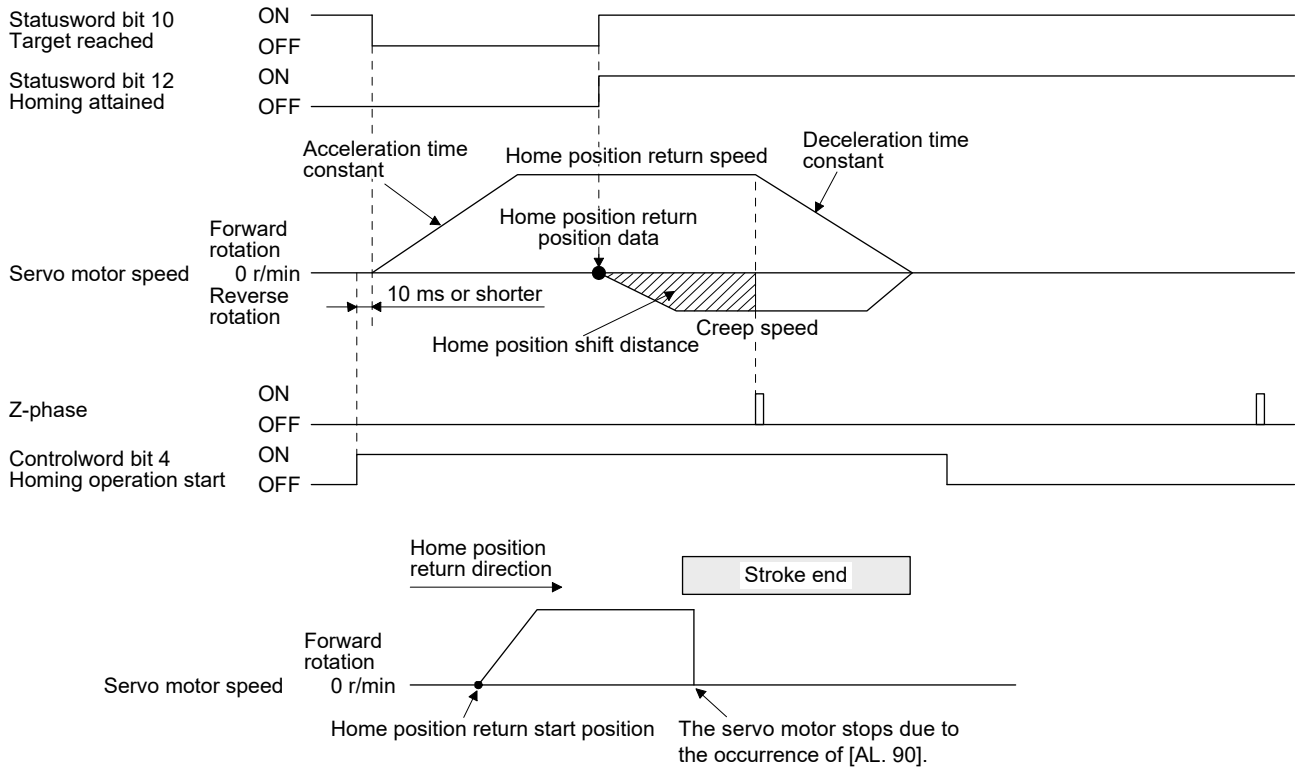 Statusword bit 10
Target reached
ON
OFF
Statusword bit 12
Homing attained
ON
OFF
Acceleration time
constant
Home position return speed
Deceleration time
constant
Home position return
position data
Forward
rotation
Servo motor speed
0 r/min
Reverse
rotation
10 ms or shorter
Creep speed
Home position shift distance
Z-phase
ON
OFF
Controlword bit 4
Homing operation start
ON
OFF
Home position
return direction
Stroke end
Forward
rotation
Servo motor speed
0 r/min
Home position return start position
The servo motor stops due to
the occurrence of [AL. 90].